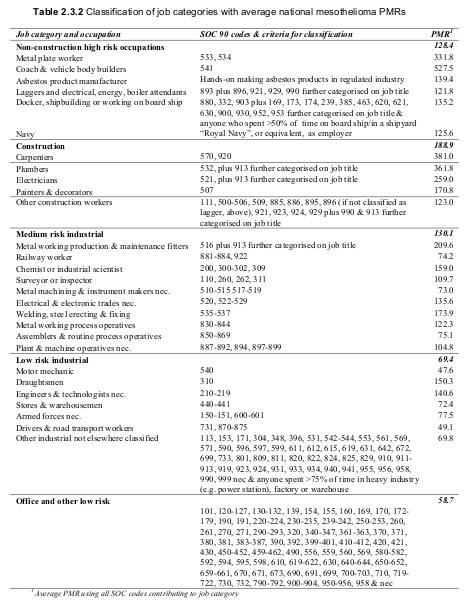 Table 2.3.2 Classification of job categories with average national mesothelioma PMRs
Job category and occupation SOC 90 codes & criteria for classification PMR1
Non-construction high risk occupations 128.4
Metal plate worker 533, 534 331.8
Coach & vehicle body builders 541 527.5
Asbestos product manufacturer Hands-on making asbestos products in regulated industry 139.4
Laggers and electrical, energy, boiler attendants 893 plus 896, 921, 929, 990 further categorised on job title 121.8
Docker, shipbuilding or working on board ship 880, 332, 903 plus 169, 173, 174, 239, 385, 463, 620, 621, 135.2
630, 900, 930, 952, 953 further categorised on job title &
anyone who spent >50% of time on board ship/in a shipyard
Navy "Royal Navy", or equivalent, as employer 125.6
Construction 188.9
Carpenters 570, 920 381.0
Plumbers 532, plus 913 further categorised on job title 361.8
Electricians 521, plus 913 further categorised on job title 259.0
Painters & decorators 507 170.8
Other construction workers 111, 500-506, 509, 885, 886, 895, 896 (if not classified as 123.0
lagger, above), 921, 923, 924, 929 plus 990 & 913 further
categorised on job title
Medium risk industrial 130.1
Metal working production & maintenance fitters 516 plus 913 further categorised on job title 209.6
Railway worker 881-884, 922 74.2
Chemist or industrial scientist 200, 300-302, 309 159.0
Surveyor or inspector 110, 260, 262, 311 109.7
Metal machining & instrument makers nec. 510-515 517-519 73.0
Electrical & electronic trades nec. 520, 522-529 135.6
Welding, steel erecting & fixing 535-537 173.9
Metal working process operatives 830-844 122.3
Assemblers & routine process operatives 850-869 75.1
Plant & machine operatives nec. 887-892, 894, 897-899 104.8
Low risk industrial 69.4
Motor mechanic 540 47.6
Draughtsmen 310 150.3
Engineers & technologists nec. 210-219 140.6
Stores & warehousemen 440-441 72.4
Armed forces nec. 150-151, 600-601 77.5
Drivers & road transport workers 731, 870-875 49.1
Other industrial not elsewhere classified 113, 153, 171, 304, 348, 396, 531, 542-544, 553, 561, 569, 69.8
571, 590, 596, 597, 599, 611, 612, 615, 619, 631, 642, 672,
699, 733, 801, 809, 811, 820, 822, 824, 825, 829, 910, 911-
913, 919, 923, 924, 931, 933, 934, 940, 941, 955, 956, 958,
990, 999 nec & anyone spent >75% of time in heavy industry
(e.g. power station), factory or warehouse
Office and other low risk 58.7
101, 120-127, 130-132, 139, 154, 155, 160, 169, 170, 172-
179, 190, 191, 220-224, 230-235, 239-242, 250-253, 260,
261, 270, 271, 290-293, 320, 340-347, 361-363, 370, 371,
380, 381, 383-387, 390, 392, 399-401, 410-412, 420, 421,
430, 450-452, 459-462, 490, 556, 559, 560, 569, 580-582,
592, 594, 595, 598, 610, 619-622, 630, 640-644, 650-652,
659-661, 670, 671, 673, 690, 691, 699, 700-703, 710, 719-
722, 730, 732, 790-792, 900-904, 950-956, 958 & nec
1 Average PMR using all SOC codes contributing to job category